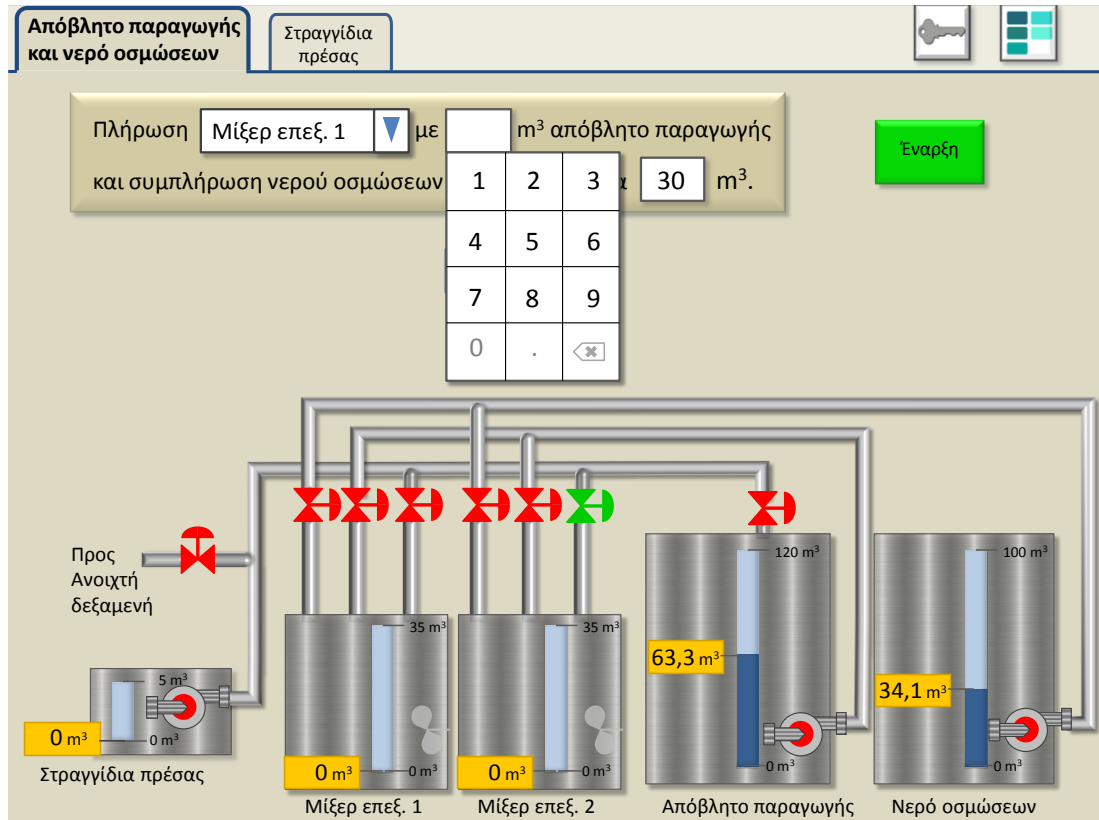 Απόβλητο παραγωγής
και νερό οσμώσεων
Στραγγίδια
πρέσας
Πλήρωση Μίξερ επεξ. 1 με m³ απόβλητο παραγωγής
και συμπλήρωση νερού οσμώσεων 30 m³.
Έναρξη
1 2 3
4 5 6
7 8 9
0 .
Προς
Ανοιχτή
δεξαμενή
5 m³
0 m³
0 m³
Στραγγίδια πρέσας
35 m³
0 m³
0 m³
Μίξερ επεξ. 1
35 m³
0 m³
0 m³
Μίξερ επεξ. 2
120 m³
63,3 m³
0 m³
Απόβλητο παραγωγής
100 m³
34,1 m³
0 m³
Νερό οσμώσεων